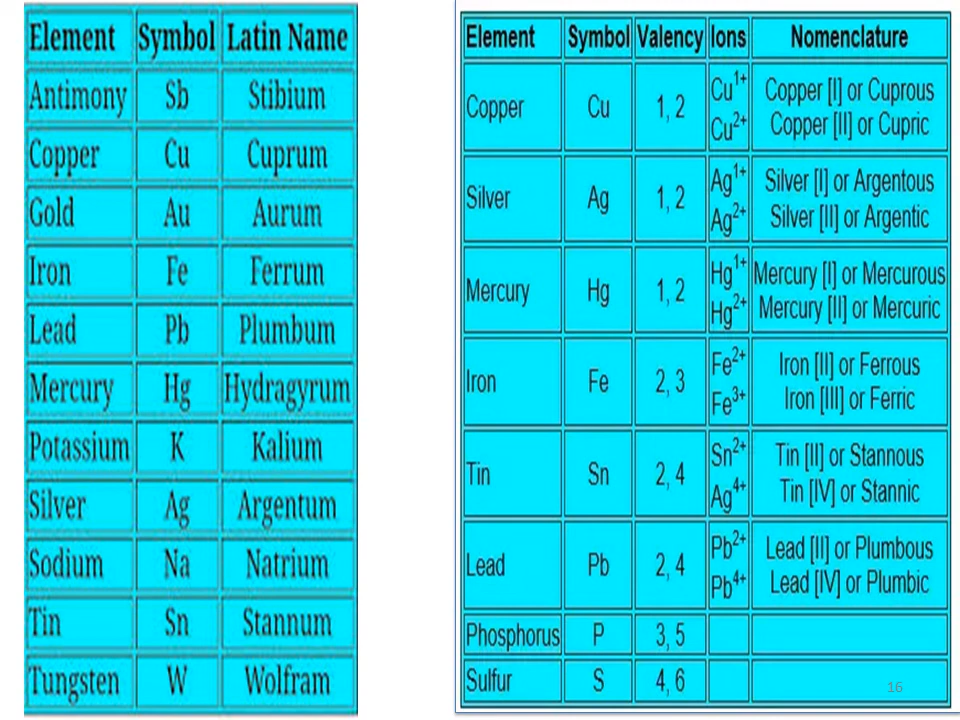 Element Symbol Latin Name
Antimony Sb Stibium
Copper Cu Cuprum
Gold Au Aurum
Iron Fe Ferrum
Lead Pb Plumbum
Mercury Hg Hydragyrum
Potassium K Kalium
Silver Ag Argentum
Sodium Na Natrium
Tin Sn Stannum
Tungsten W Wolfram
Element Symbol Valency Ions Nomenclature
Copper Cu 1, 2 Cu¹⁺ Copper [I] or Cuprous
Cu²⁺ Copper [II] or Cupric
Silver Ag 1, 2 Ag¹⁺ Silver [I] or Argentous
Ag²⁺ Silver [II] or Argentic
Mercury Hg 1, 2 Hg¹⁺ Mercury [I] or Mercurous
Hg²⁺ Mercury [II] or Mercuric
Iron Fe 2, 3 Fe²⁺ Iron [II] or Ferrous
Fe³⁺ Iron [III] or Ferric
Tin Sn 2, 4 Sn²⁺ Tin [II] or Stannous
Ag⁴⁺ Tin [IV] or Stannic
Lead Pb 2, 4 Pb²⁺ Lead [II] or Plumbous
Pb⁴⁺ Lead [IV] or Plumbic
Phosphorus P 3, 5
Sulfur S 4, 6
16